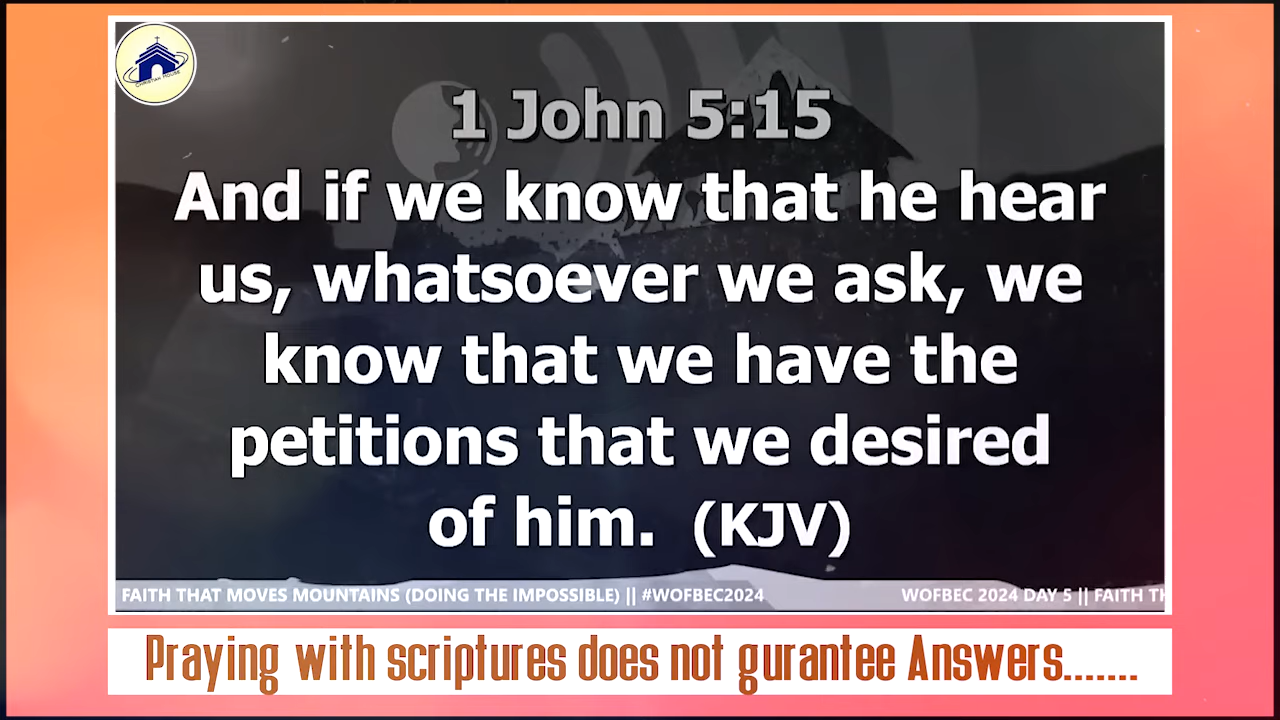 CHRISTIAN HOUSE
1 John 5:15
And if we know that he hear
us, whatsoever we ask, we
know that we have the
petitions that we desired
of him. (KJV)
FAITH THAT MOVES MOUNTAINS (DOING THE IMPOSSIBLE) || #WOFBEC2024 WOFBEC 2024 DAY 5 || FAITH TH
Praying with scriptures does not gurantee Answers.......